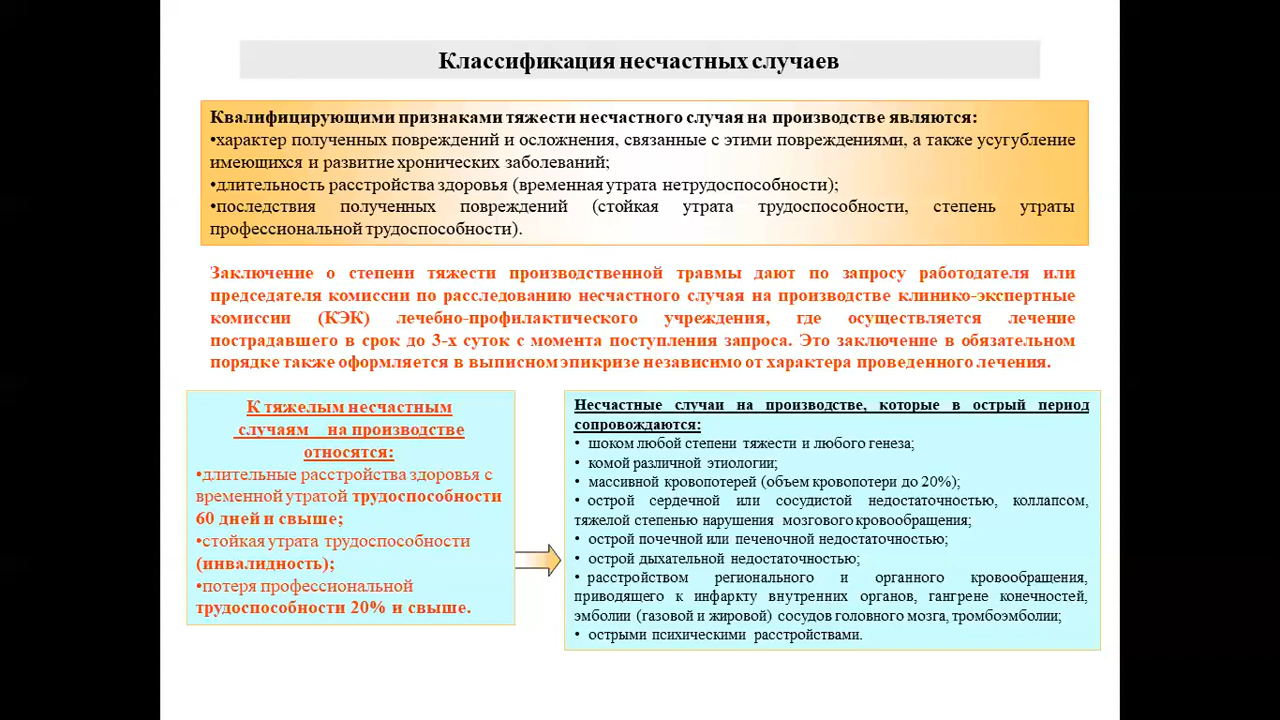 Классификация несчастных случаев
Квалифицирующими признаками тяжести несчастного случая на производстве являются:
•характер полученных повреждений и осложнения, связанные с этими повреждениями, а также усугубление
имеющихся и развитие хронических заболеваний;
•длительность расстройства здоровья (временная утрата нетрудоспособности);
•последствия полученных повреждений (стойкая утрата трудоспособности, степень утраты
профессиональной трудоспособности).
Заключение о степени тяжести производственной травмы дают по запросу работодателя или
председателя комиссии по расследованию несчастного случая на производстве клинико-экспертные
комиссии (КЭК) лечебно-профилактического учреждения, где осуществляется лечение
пострадавшего в срок до 3-х суток с момента поступления запроса. Это заключение в обязательном
порядке также оформляется в выписном эпикризе независимо от характера проведенного лечения.
К тяжелым несчастным
случаям на производстве
относятся:
•длительные расстройства здоровья с
временной утратой трудоспособности
60 дней и свыше;
•стойкая утрата трудоспособности
(инвалидность);
•потеря профессиональной
трудоспособности 20% и свыше.
Несчастные случаи на производстве, которые в острый период
сопровождаются:
• шоком любой степени тяжести и любого генеза;
• комой различной этиологии;
• массивной кровопотерей (объем кровопотери до 20%);
• острой сердечной или сосудистой недостаточностью, коллапсом,
тяжелой степенью нарушения мозгового кровообращения;
• острой почечной или печеночной недостаточностью;
• острой дыхательной недостаточностью;
• расстройством регионального и органного кровообращения,
приводящего к инфаркту внутренних органов, гангрене конечностей,
эмболии (газовой и жировой) сосудов головного мозга, тромбоэмболии;
• острыми психическими расстройствами.